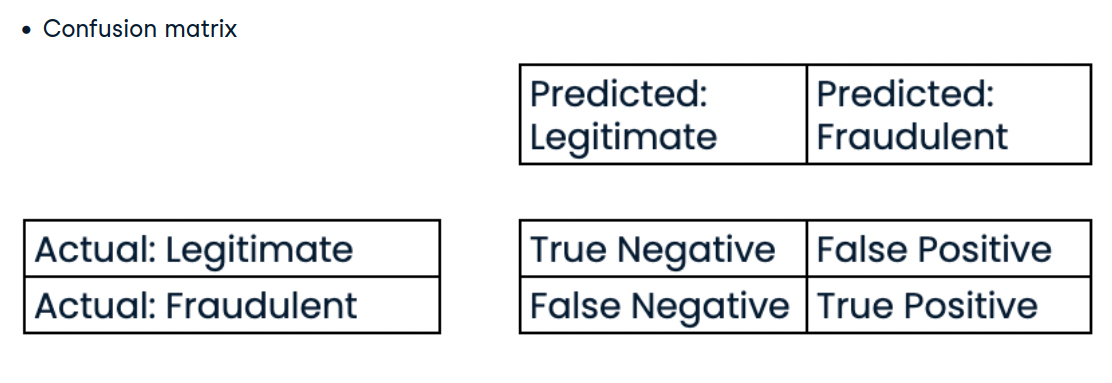 • Confusion matrix
Predicted: Predicted:
Legitimate Fraudulent
Actual: Legitimate True Negative False Positive
Actual: Fraudulent False Negative True Positive